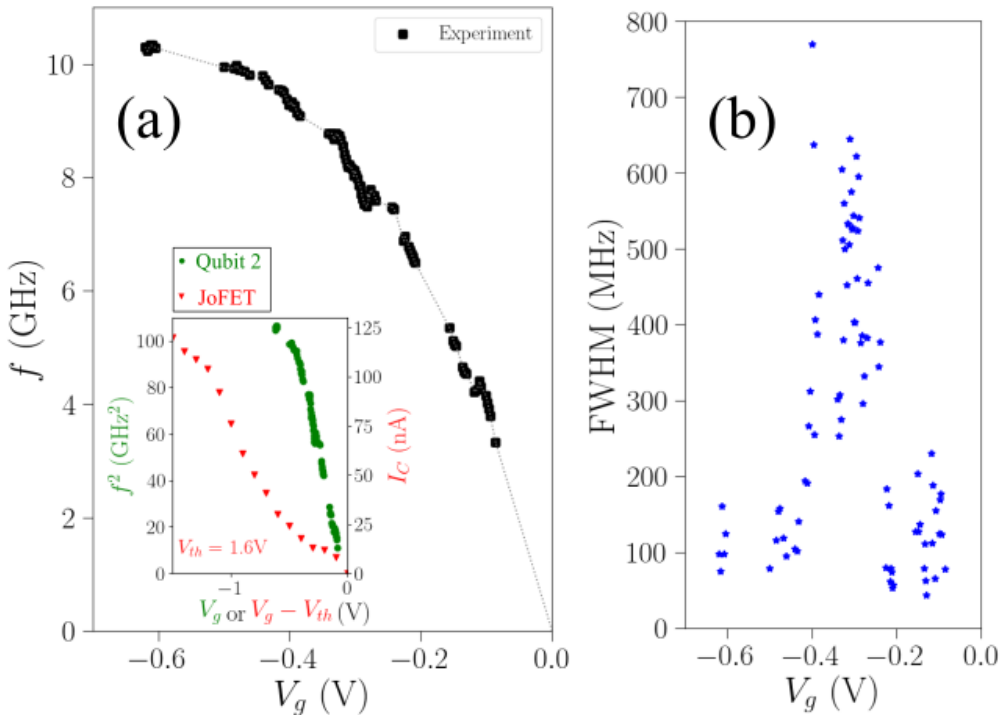 (a)
Experiment
f (GHz)
10
8
6
4
2
0
−0.6
−0.4
−0.2
0.0
V_g (V)
Qubit 2
JoFET
f² (GHz²)
100
80
60
40
20
0
I_C (nA)
125
100
75
50
25
0
V_th = 1.6V
−1
0
V_g or V_g − V_th (V)
(b)
FWHM (MHz)
800
700
600
500
400
300
200
100
0
−0.6
−0.4
−0.2
0.0
V_g (V)